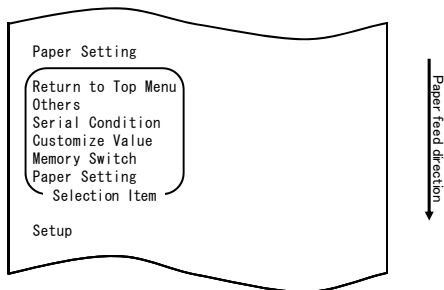 Paper Setting
Return to Top Menu
Others
Serial Condition
Customize Value
Memory Switch
Paper Setting
Selection Item
Setup
Paper feed direction